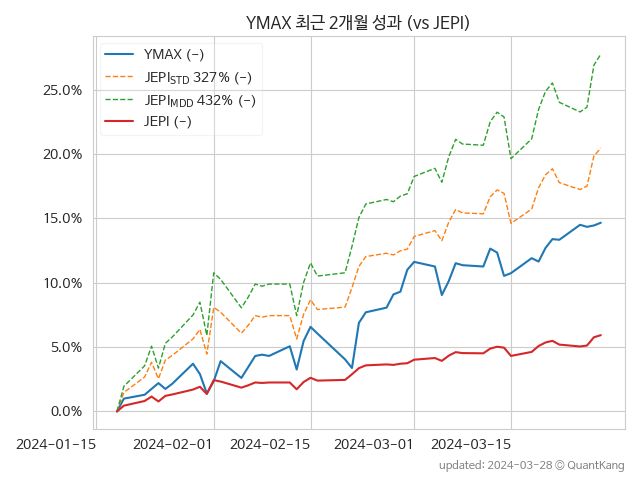 YMAX 최근 2개월 성과 (vs JEPI)
YMAX (-)
JEPISTD 327% (-)
JEPIMDD 432% (-)
JEPI (-)
25.0%
20.0%
15.0%
10.0%
5.0%
0.0%
2024-01-15 2024-02-01 2024-02-15 2024-03-01 2024-03-15
updated: 2024-03-28 © QuantKang